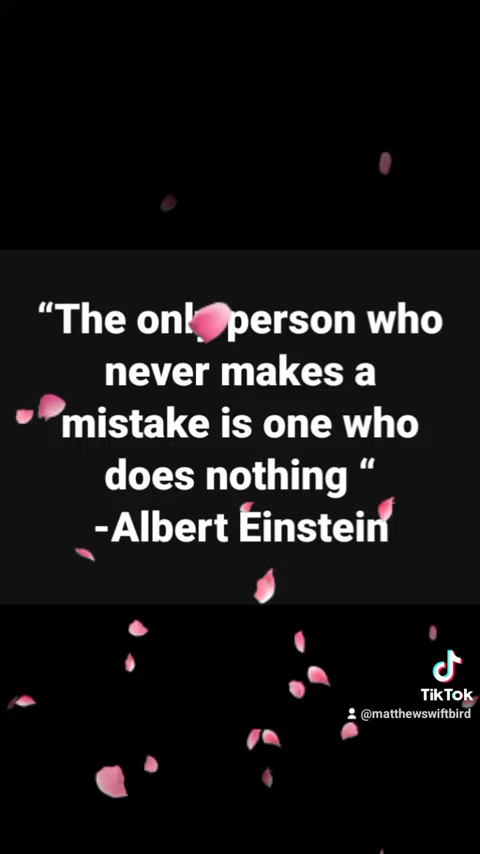 “The only person who
never makes a
mistake is one who
does nothing “
-Albert Einstein
TikTok
@matthewswiftbird